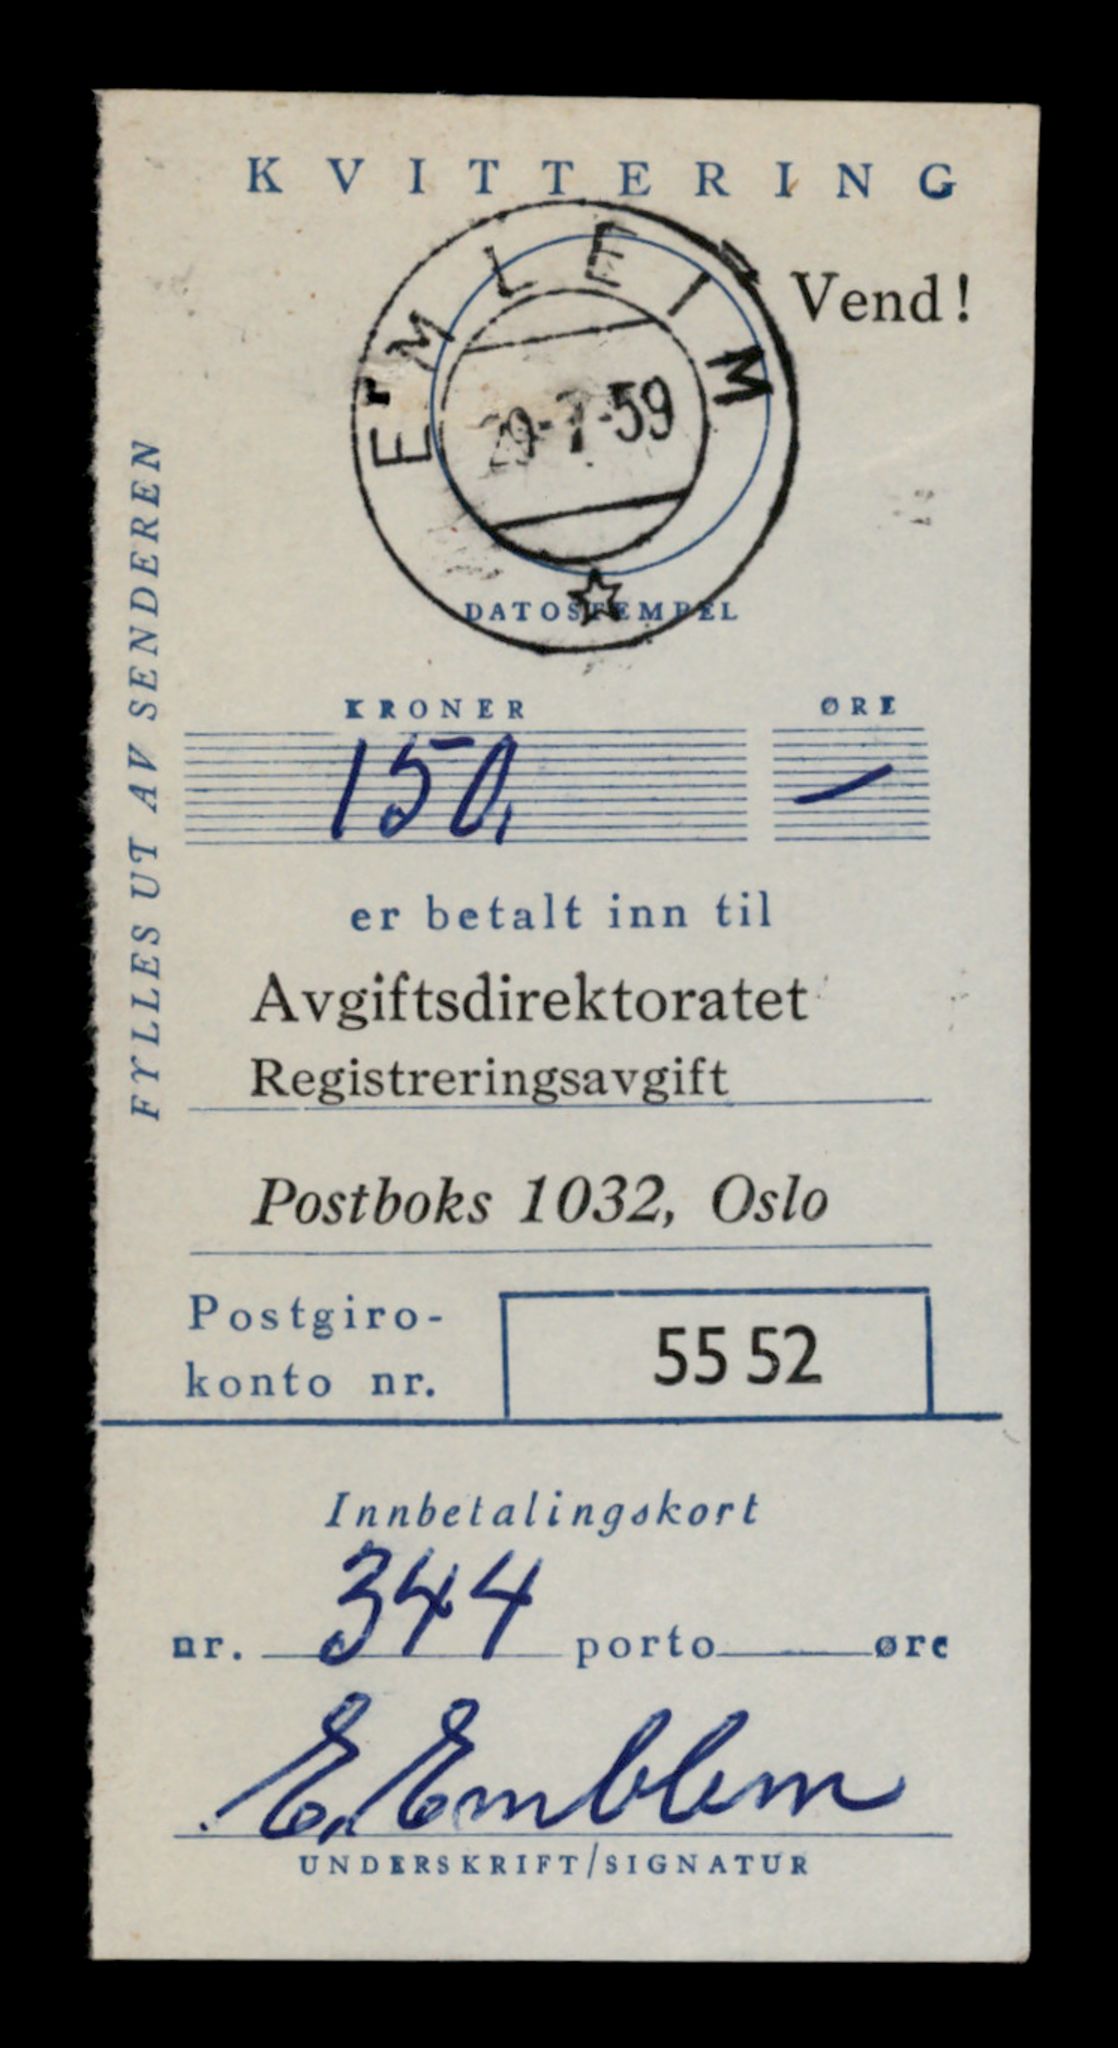 KVITTERING
Vend!
EMLEIM
29-7-59
DATOSTEMPEL
FYLLES UT AV SENDEREN
KRONER ØRE
150, —
er betalt inn til
Avgiftsdirektoratet
Registreringsavgift
Postboks 1032, Oslo
Postgiro-
konto nr. 55 52
Innbetalingskort
nr. 344 porto øre
E. Emblem
UNDERSKRIFT/SIGNATUR